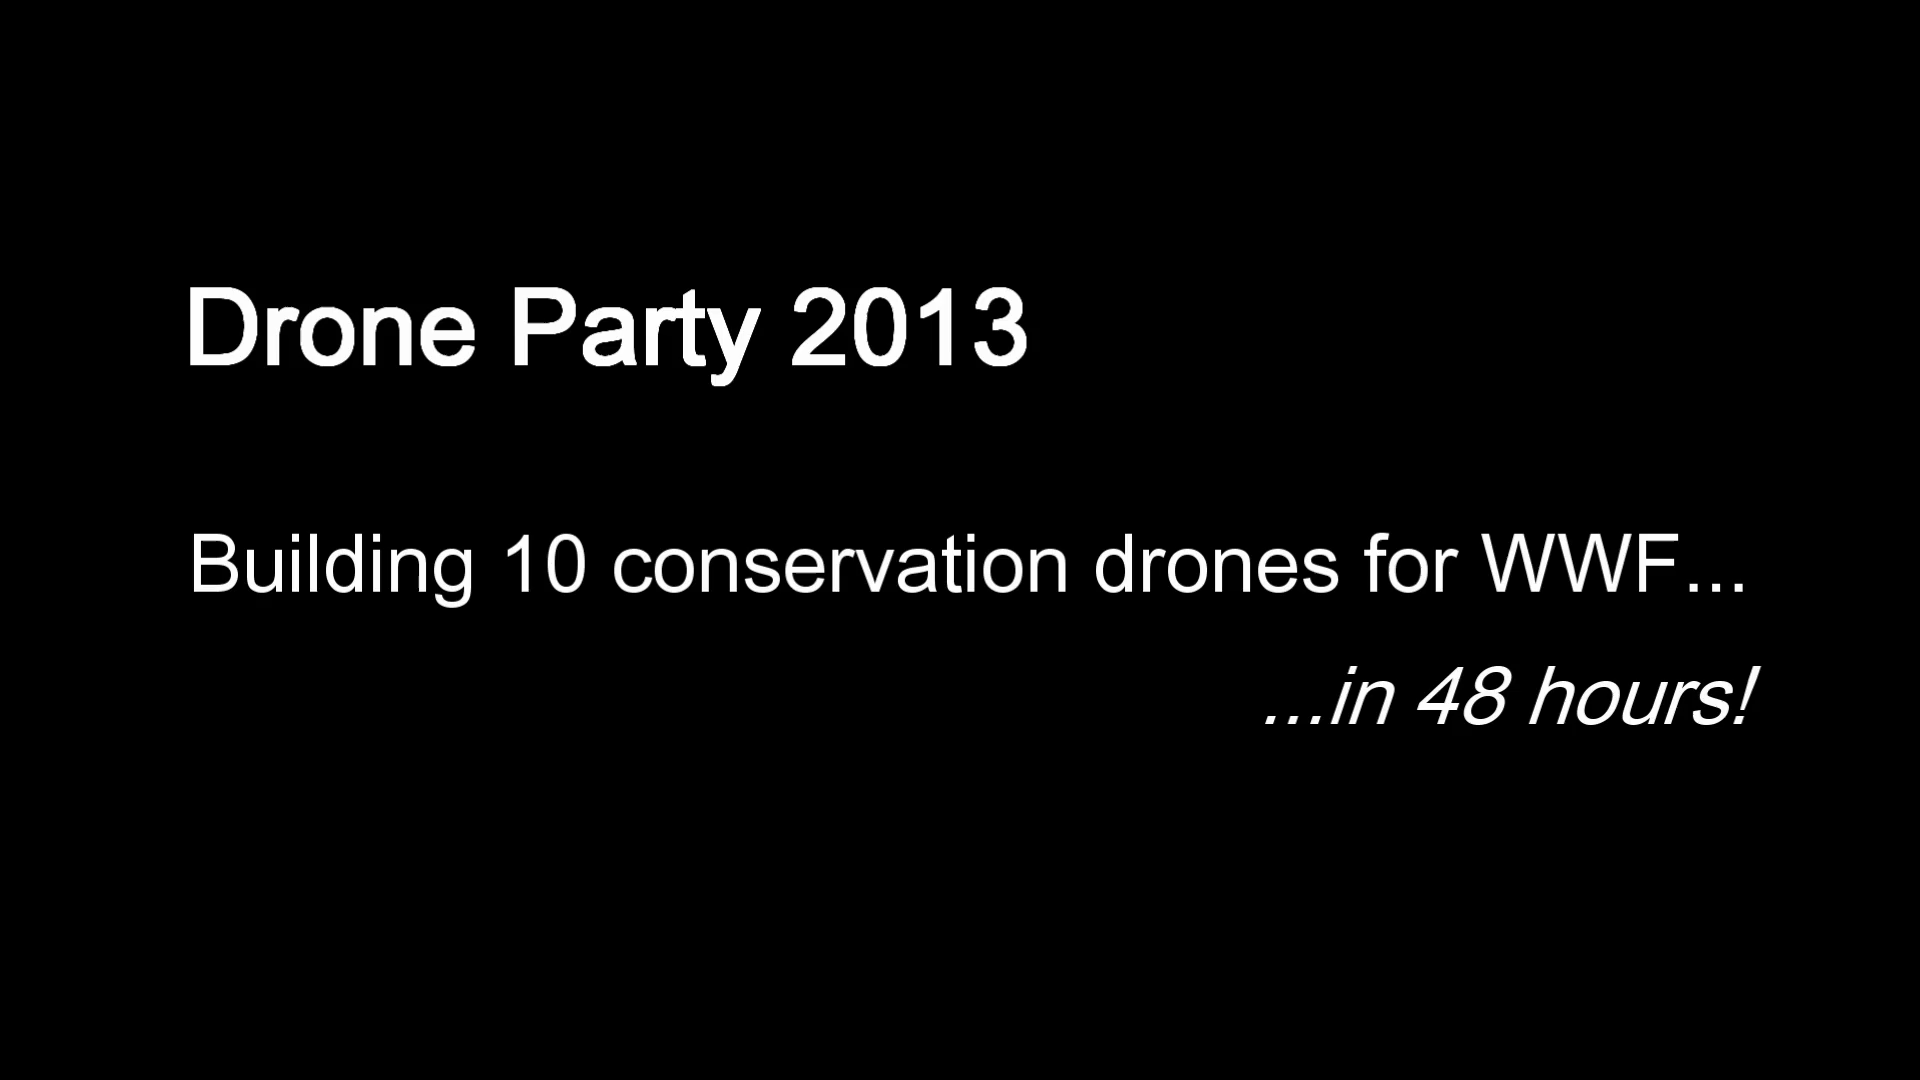 Drone Party 2013
Building 10 conservation drones for WWF...
...in 48 hours!